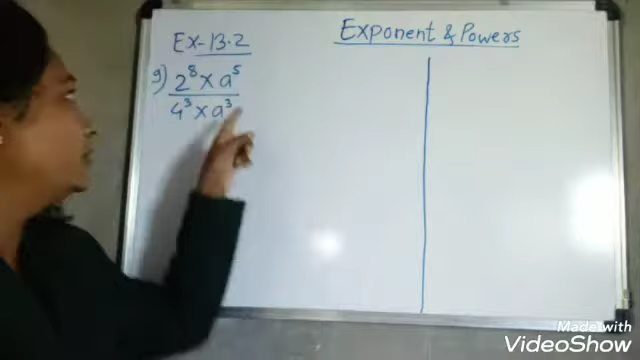 Exponent & Powers
Ex-13.2
9) 2⁸ × a⁵
4³ × a³
Made with
VideoShow